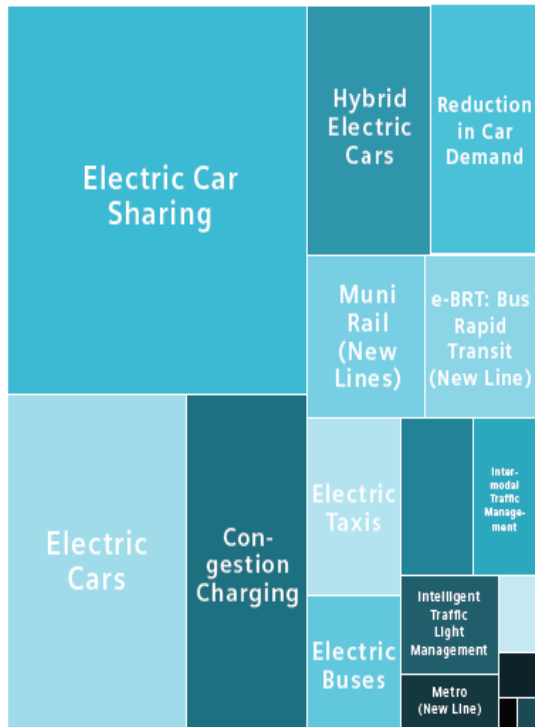 Electric Car
Sharing
Hybrid
Electric
Cars
Reduction
in Car
Demand
Muni
Rail
(New
Lines)
e-BRT: Bus
Rapid
Transit
(New Line)
Electric
Cars
Con-
gestion
Charging
Electric
Taxis
Inter-
modal
Traffic
Manage-
ment
Electric
Buses
Intelligent
Traffic
Light
Management
Metro
(New Line)